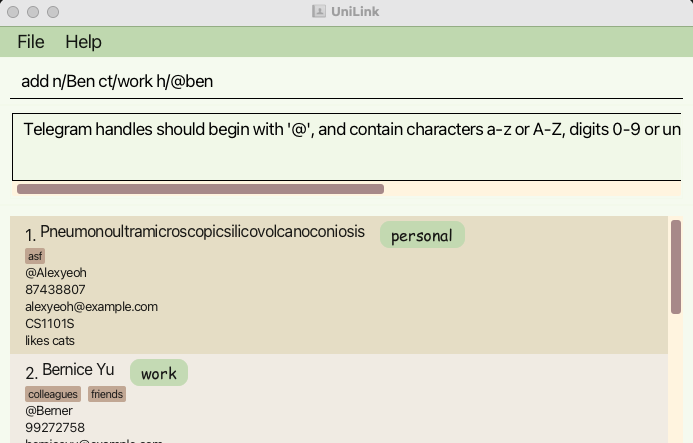 UniLink
File Help
add n/Ben ct/work h/@ben
Telegram handles should begin with '@', and contain characters a-z or A-Z, digits 0-9 or un
1. Pneumonoultramicroscopicsilicovolcanoconiosis personal
asf
@Alexyeoh
87438807
alexyeoh@example.com
CS1101S
likes cats
2. Bernice Yu work
colleagues friends
@Berner
99272758